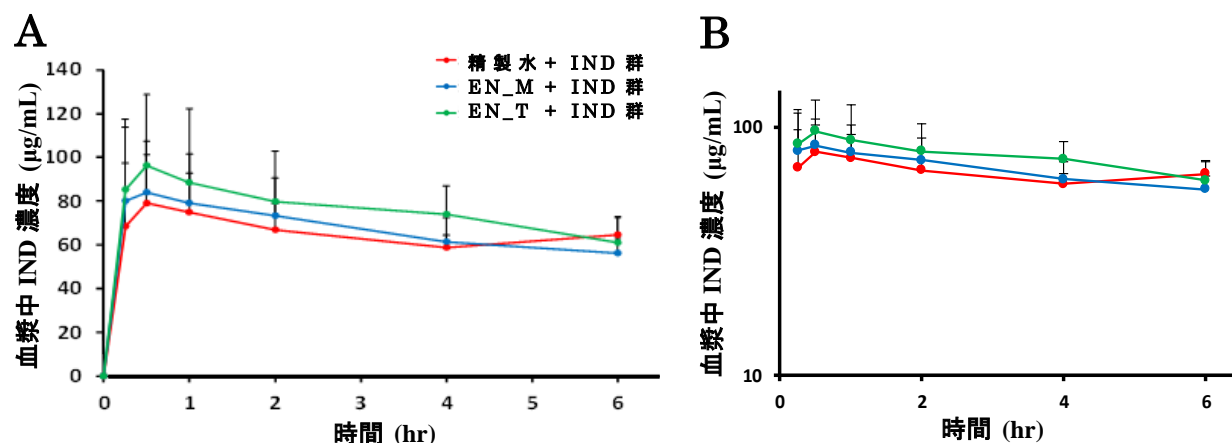 A
血漿中 IND 濃度 (μg/mL)
140
120
100
80
60
40
20
0
0
1
2
3
4
5
6
時間 (hr)
精製水 + IND 群
EN_M + IND 群
EN_T + IND 群
B
血漿中 IND 濃度 (μg/mL)
100
10
0
2
4
6
時間 (hr)